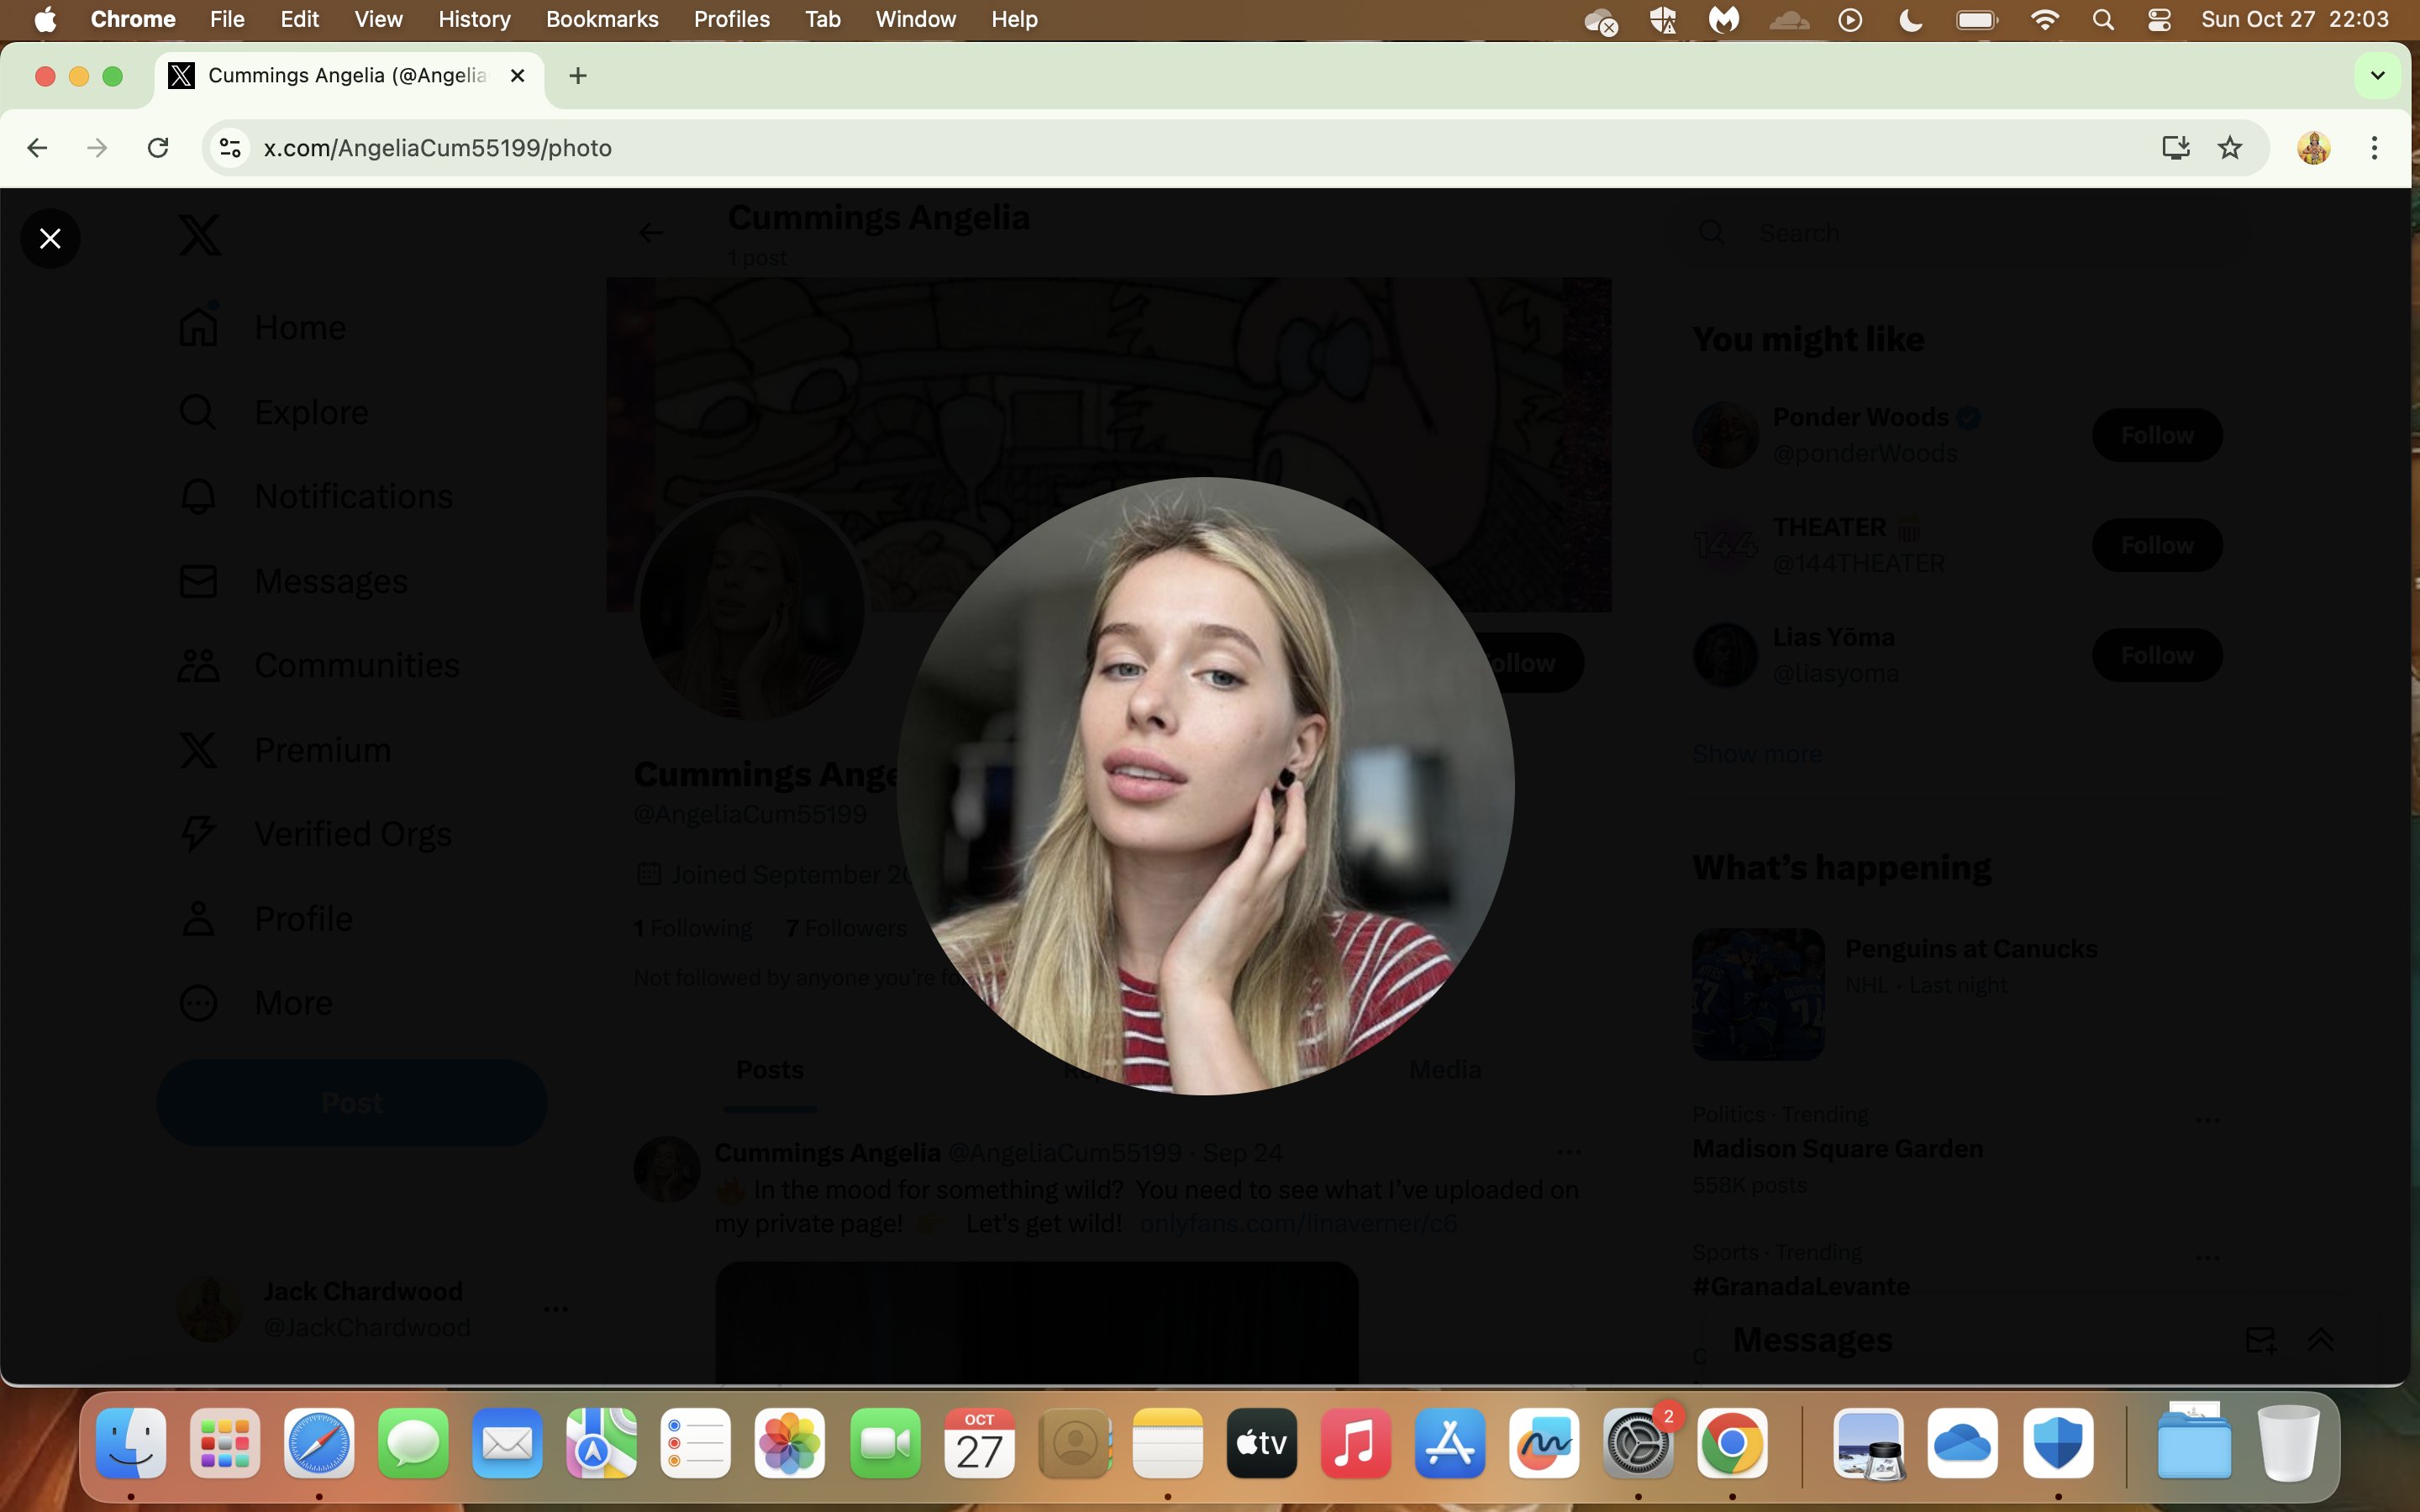 Chrome File Edit View History Bookmarks Profiles Tab Window Help Sun Oct 27 22:03
Cummings Angelia (@Angelia
x.com/AngeliaCum55199/photo
Cummings Angelia
1 post
Search
Home
Explore
Notifications
Messages
Communities
Premium
Verified Orgs
Profile
More
Post
Jack Chardwood
@JackChardwood
ollow
Cummings Ange
@AngeliaCum55199
Joined September 20
1 Following 7 Followers
Not followed by anyone you're fo
Posts Rep Media
Cummings Angelia @AngeliaCum55199 · Sep 24
In the mood for something wild? You need to see what I've uploaded on
my private page! Let's get wild! onlyfans.com/linaverner/c6
You might like
Ponder Woods
@ponderWoods
Follow
144
THEATER
@144THEATER
Follow
Lias Yōma
@liasyoma
Follow
Show more
What's happening
Penguins at Canucks
NHL · Last night
Politics · Trending
Madison Square Garden
558K posts
Sports · Trending
#GranadaLevante
Messages
OCT
27
tv
2